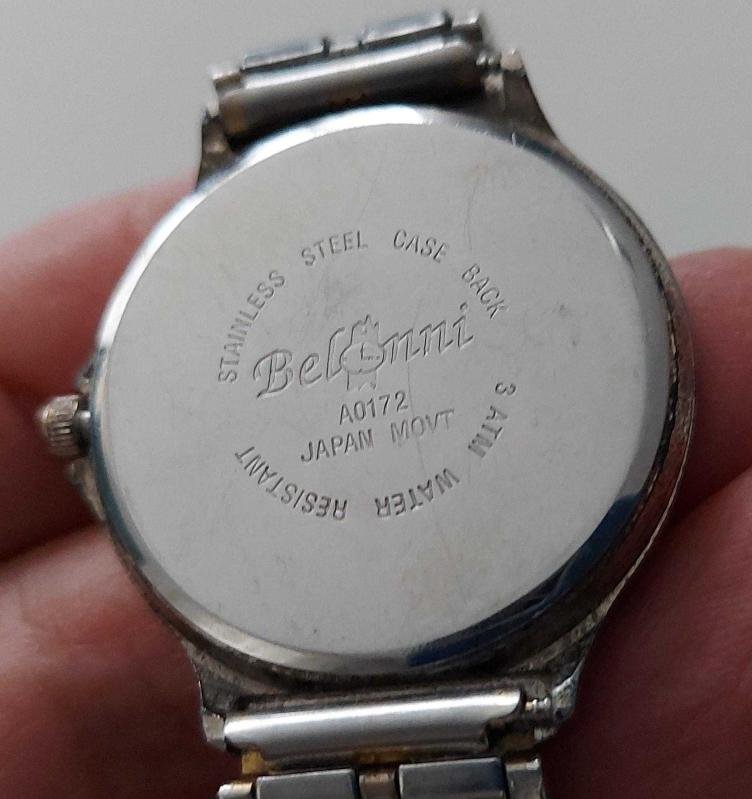 STAINLESS STEEL CASE BACK
Belonni
A0172
JAPAN MOVT
3 ATM WATER RESISTANT